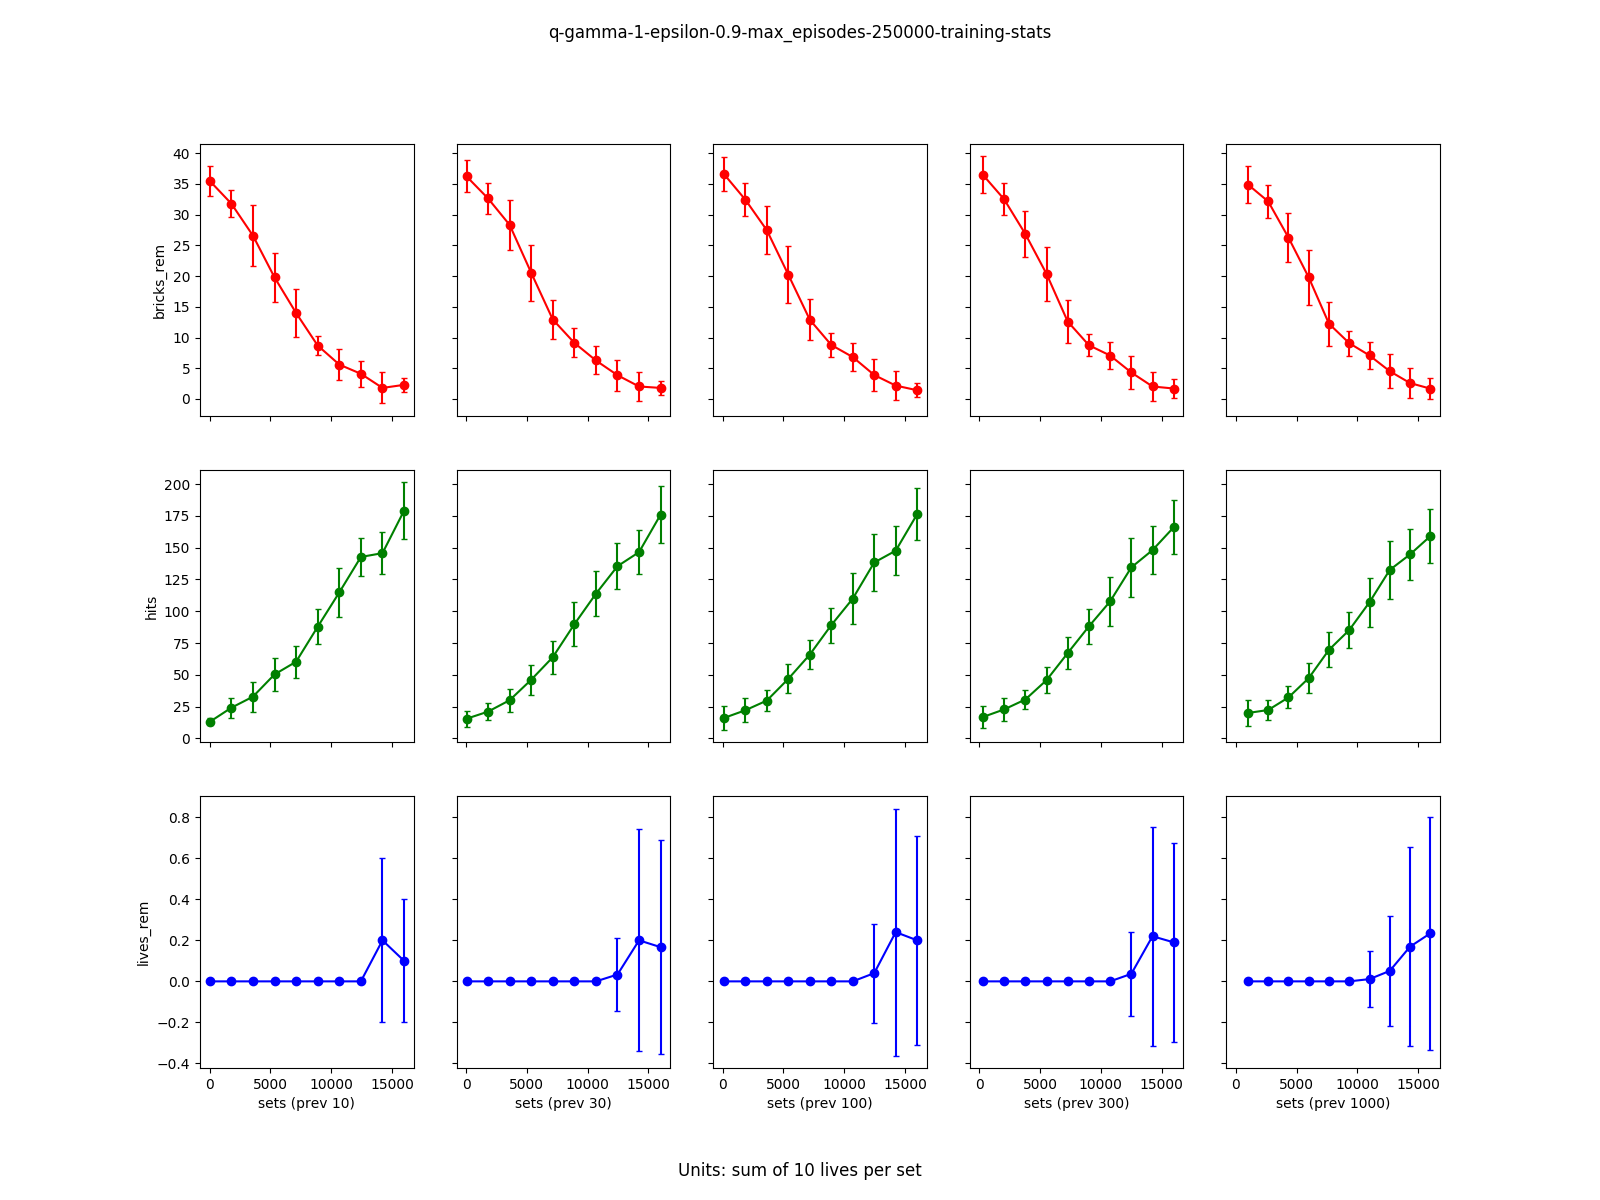 q-gamma-1-epsilon-0.9-max_episodes-250000-training-stats
40
35
30
25
20
15
10
5
0
bricks_rem
200
175
150
125
100
75
50
25
0
hits
0.8
0.6
0.4
0.2
0.0
−0.2
−0.4
lives_rem
0 5000 10000 15000
sets (prev 10)
0 5000 10000 15000
sets (prev 30)
0 5000 10000 15000
sets (prev 100)
0 5000 10000 15000
sets (prev 300)
0 5000 10000 15000
sets (prev 1000)
Units: sum of 10 lives per set